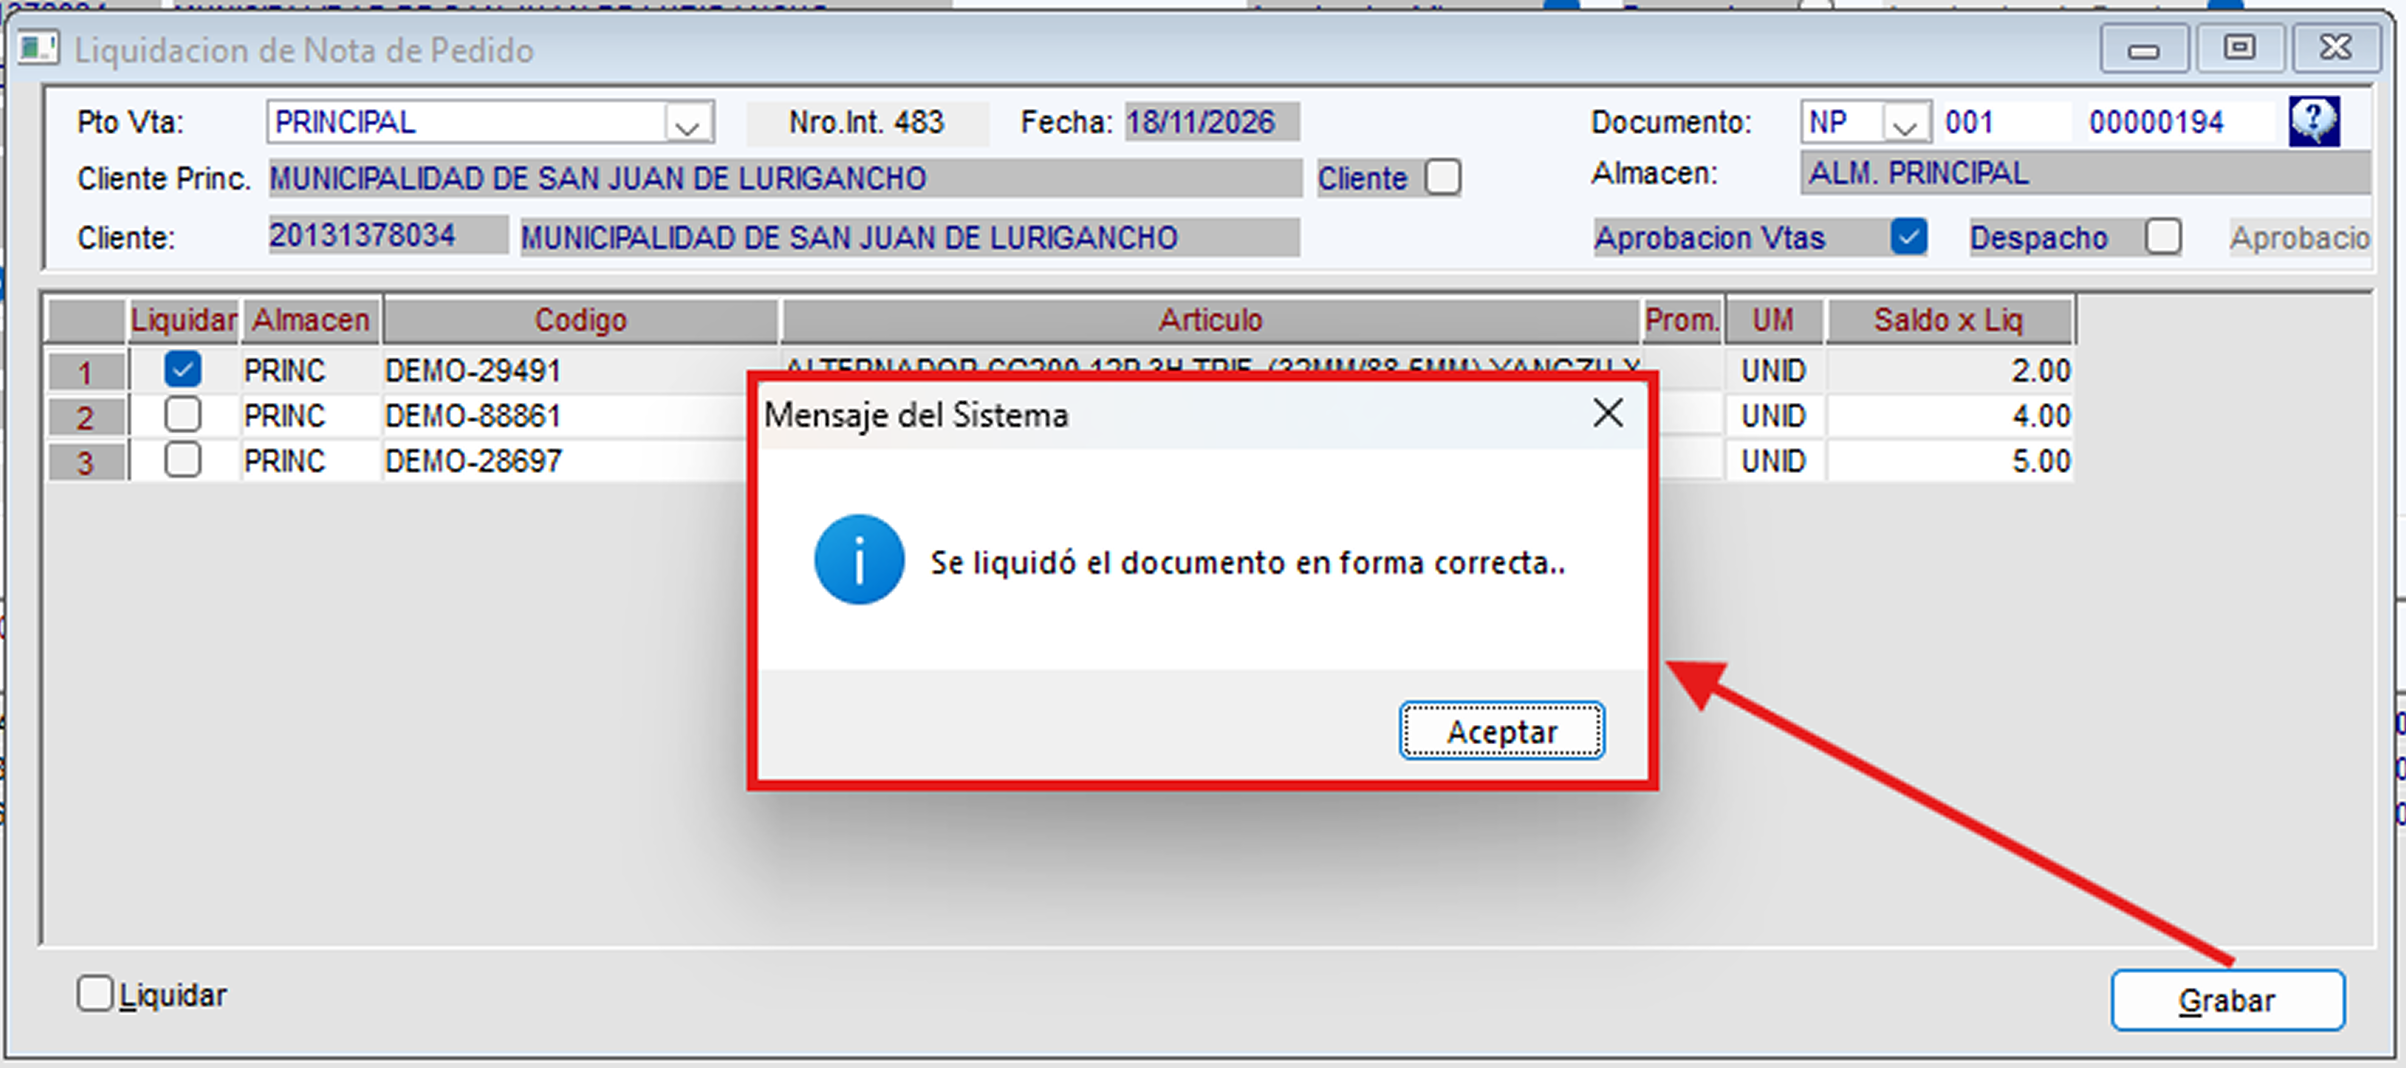 Liquidacion de Nota de Pedido
Pto Vta: PRINCIPAL Nro.Int. 483 Fecha: 18/11/2026 Documento: NP 001 00000194
Cliente Princ. MUNICIPALIDAD DE SAN JUAN DE LURIGANCHO Cliente Almacen: ALM. PRINCIPAL
Cliente: 20131378034 MUNICIPALIDAD DE SAN JUAN DE LURIGANCHO Aprobacion Vtas Despacho Aprobacio
Liquidar Almacen Codigo Articulo Prom. UM Saldo x Liq
1 PRINC DEMO-29491 UNID 2.00
2 PRINC DEMO-88861 UNID 4.00
3 PRINC DEMO-28697 UNID 5.00
Mensaje del Sistema
Se liquidó el documento en forma correcta..
Aceptar
Liquidar
Grabar